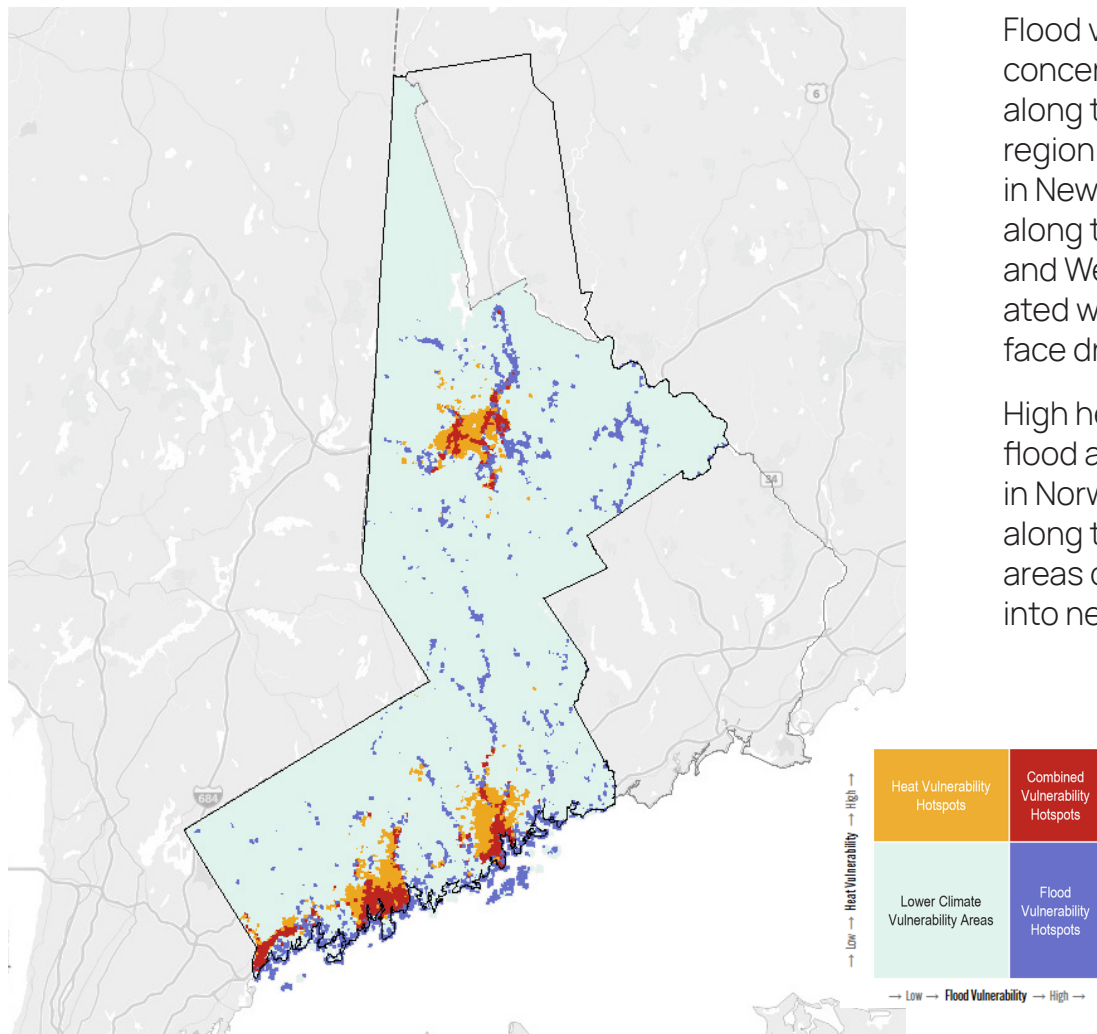 Flood v
concer
along t
region
in New
along t
and We
ated w
face dr
High he
flood a
in Norw
along t
areas c
into ne
6
34
684
Heat Vulnerability
Hotspots
Combined
Vulnerability
Hotspots
Lower Climate
Vulnerability Areas
Flood
Vulnerability
Hotspots
→ Low → Heat Vulnerability → High →
→ Low → Flood Vulnerability → High →